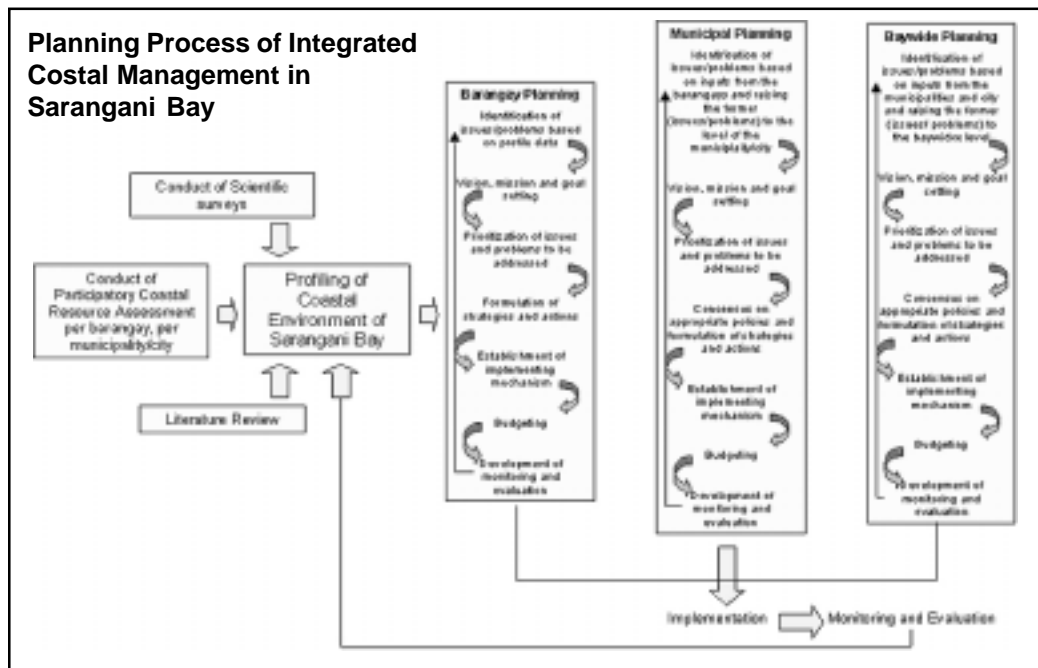 Planning Process of Integrated
Costal Management in
Sarangani Bay
Conduct of Scientific
surveys
Conduct of
Participatory Coastal
Resource Assessment
per barangay, per
municipality/city
Profiling of
Coastal
Environment of
Sarangani Bay
Literature Review
Barangay Planning
Identification of
issues/problems based
on profile data
Vision, mission and goal
setting
Prioritization of issues
and problems to be
addressed
Formulation of
strategies and actions
Establishment of
implementing
mechanism
Budgeting
Development of
monitoring and
evaluation
Municipal Planning
Identification of
issues/problems based
on inputs from the
barangays and raising
the former
(issues/problems) to the
level of the
municipality/city
Vision, mission and goal
setting
Prioritization of issues
and problems to be
addressed
Consensus on
appropriate policies and
formulation of strategies
and actions
Establishment of
implementing
mechanism
Budgeting
Development of
monitoring and
evaluation
Baywide Planning
Identification of
issues/problems based
on inputs from the
municipalities and city
and raising the former
(issues/ problems) to
the baywide level
Vision, mission and goal
setting
Prioritization of issues
and problems to be
addressed
Consensus on
appropriate policies and
formulation of strategies
and actions
Establishment of
implementing
mechanism
Budgeting
Development of
monitoring and
evaluation
Implementation
Monitoring and Evaluation